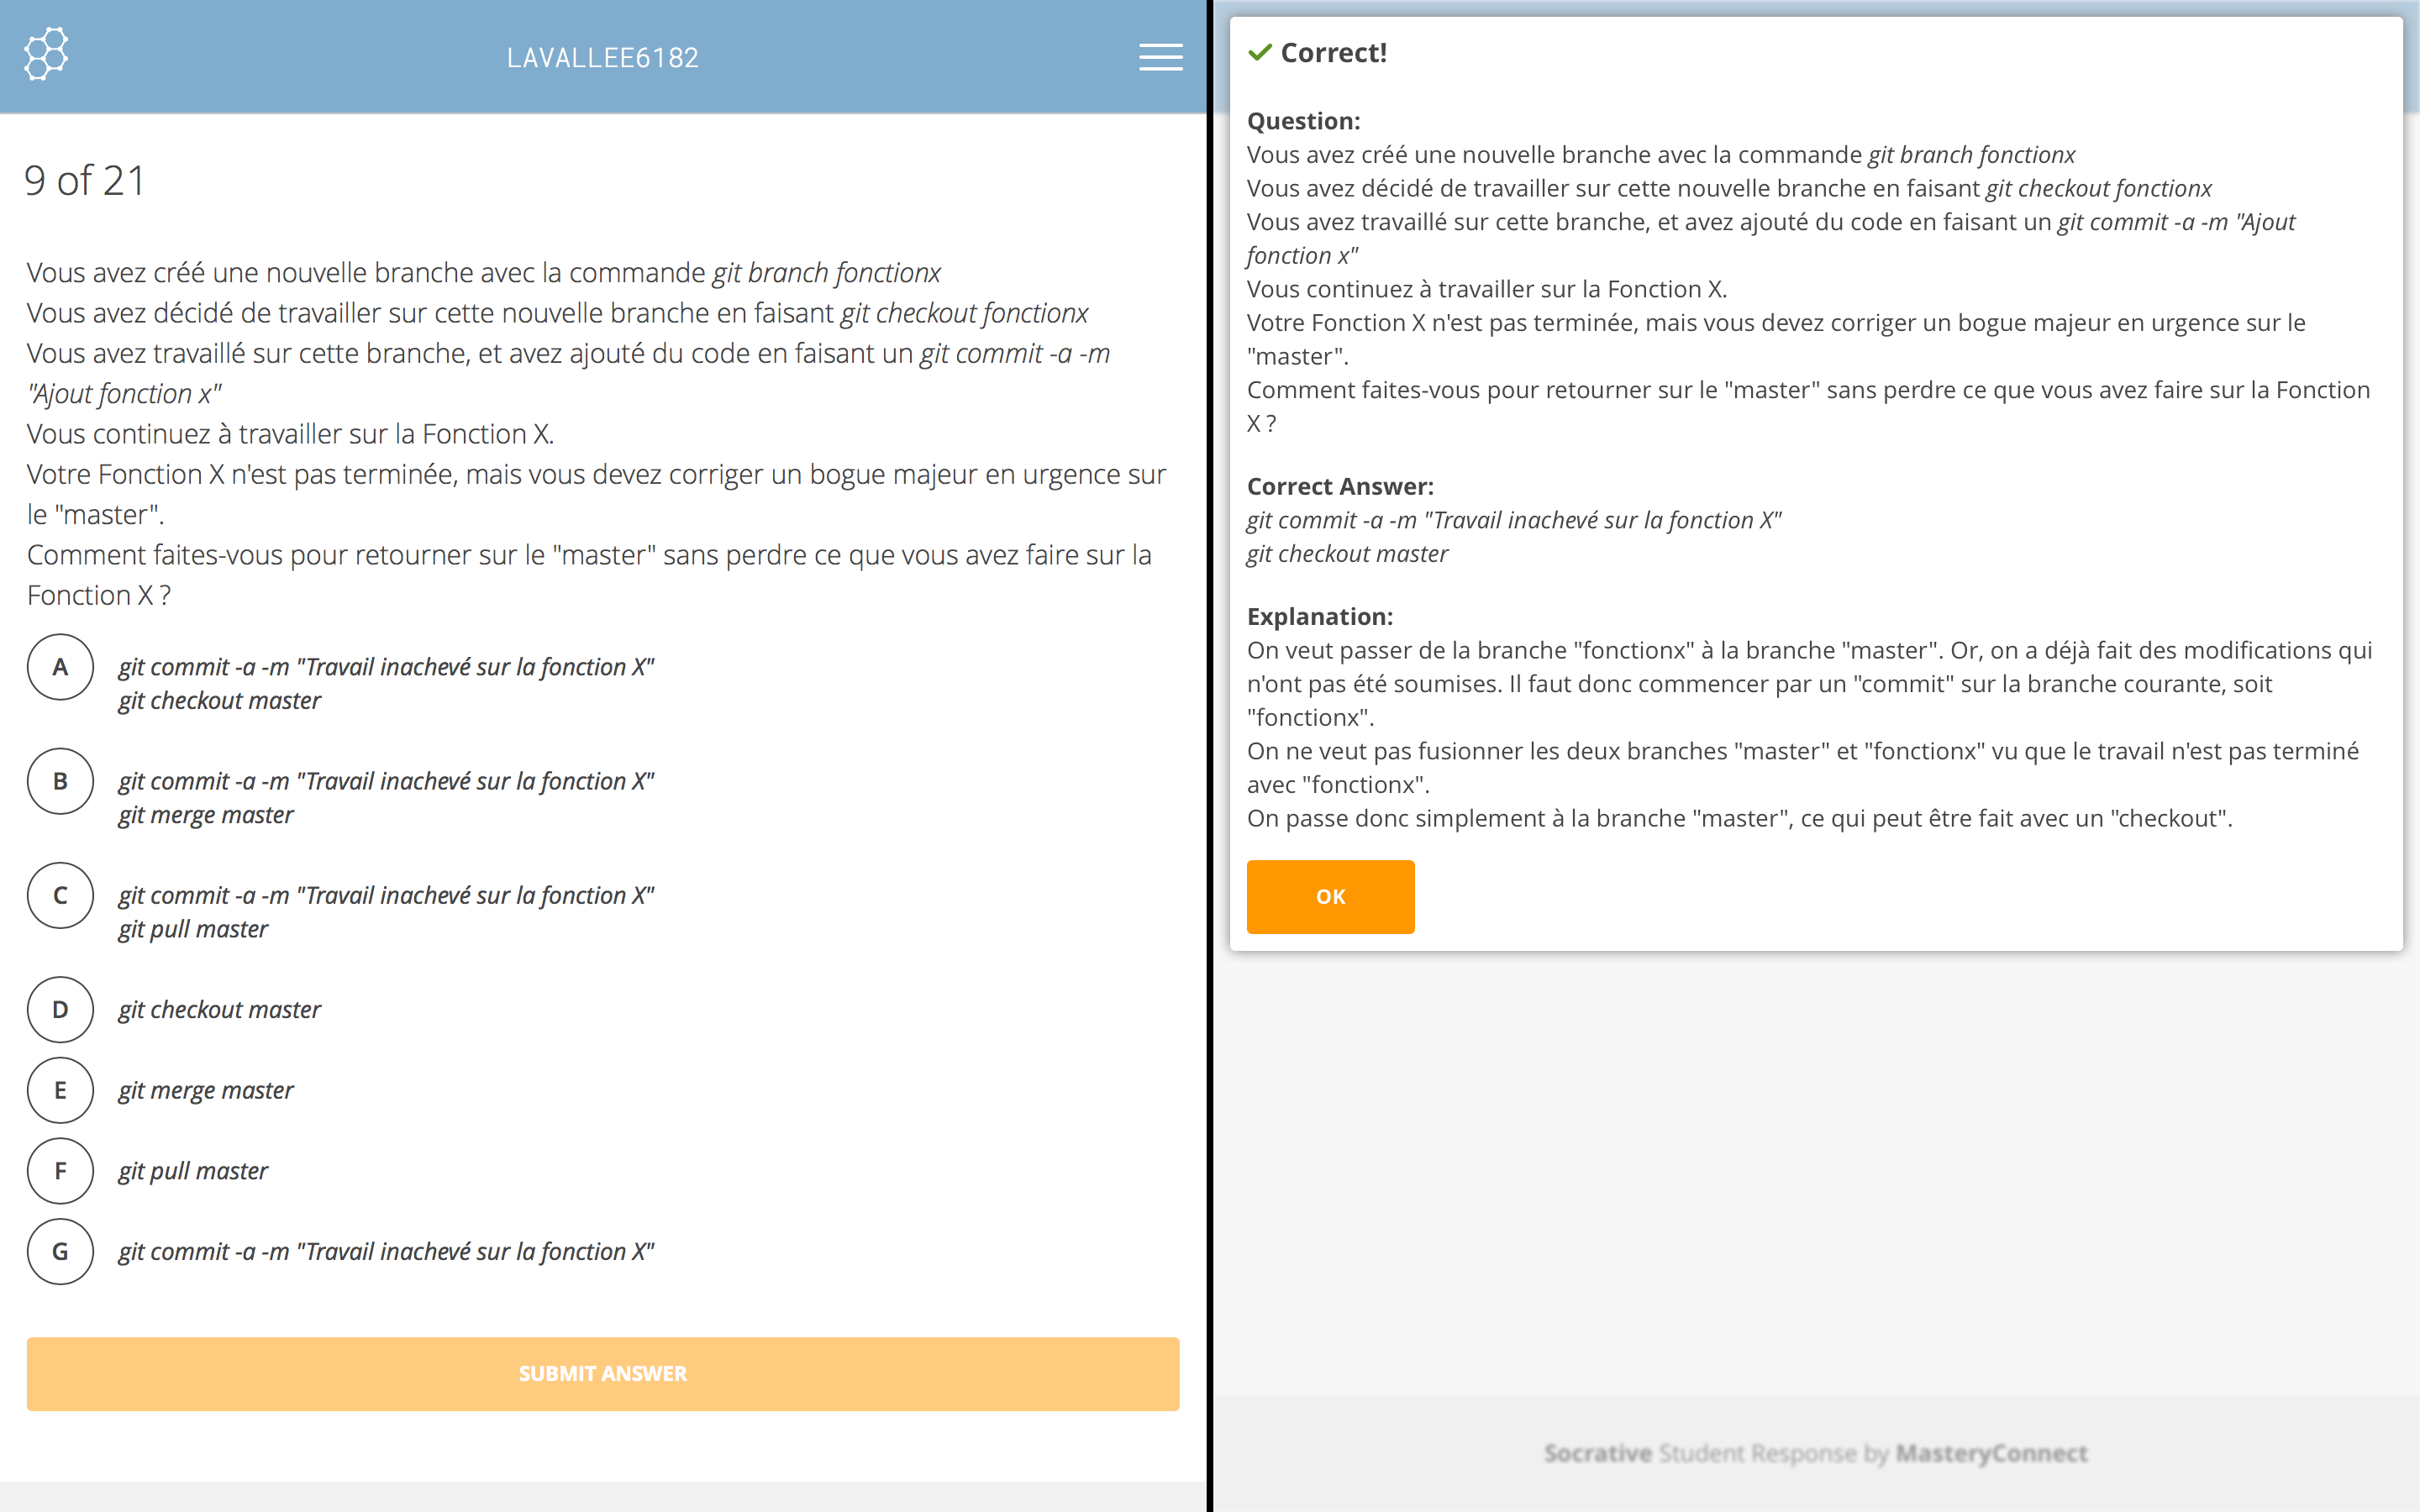 LAVALLEE6182
9 of 21
Vous avez créé une nouvelle branche avec la commande git branch fonctionx
Vous avez décidé de travailler sur cette nouvelle branche en faisant git checkout fonctionx
Vous avez travaillé sur cette branche, et avez ajouté du code en faisant un git commit -a -m
"Ajout fonction x"
Vous continuez à travailler sur la Fonction X.
Votre Fonction X n'est pas terminée, mais vous devez corriger un bogue majeur en urgence sur
le "master".
Comment faites-vous pour retourner sur le "master" sans perdre ce que vous avez faire sur la
Fonction X ?
A git commit -a -m "Travail inachevé sur la fonction X"
git checkout master
B git commit -a -m "Travail inachevé sur la fonction X"
git merge master
C git commit -a -m "Travail inachevé sur la fonction X"
git pull master
D git checkout master
E git merge master
F git pull master
G git commit -a -m "Travail inachevé sur la fonction X"
SUBMIT ANSWER
Correct!
Question:
Vous avez créé une nouvelle branche avec la commande git branch fonctionx
Vous avez décidé de travailler sur cette nouvelle branche en faisant git checkout fonctionx
Vous avez travaillé sur cette branche, et avez ajouté du code en faisant un git commit -a -m "Ajout
fonction x"
Vous continuez à travailler sur la Fonction X.
Votre Fonction X n'est pas terminée, mais vous devez corriger un bogue majeur en urgence sur le
"master".
Comment faites-vous pour retourner sur le "master" sans perdre ce que vous avez faire sur la Fonction
X ?
Correct Answer:
git commit -a -m "Travail inachevé sur la fonction X"
git checkout master
Explanation:
On veut passer de la branche "fonctionx" à la branche "master". Or, on a déjà fait des modifications qui
n'ont pas été soumises. Il faut donc commencer par un "commit" sur la branche courante, soit
"fonctionx".
On ne veut pas fusionner les deux branches "master" et "fonctionx" vu que le travail n'est pas terminé
avec "fonctionx".
On passe donc simplement à la branche "master", ce qui peut être fait avec un "checkout".
OK
Socrative Student Response by MasteryConnect